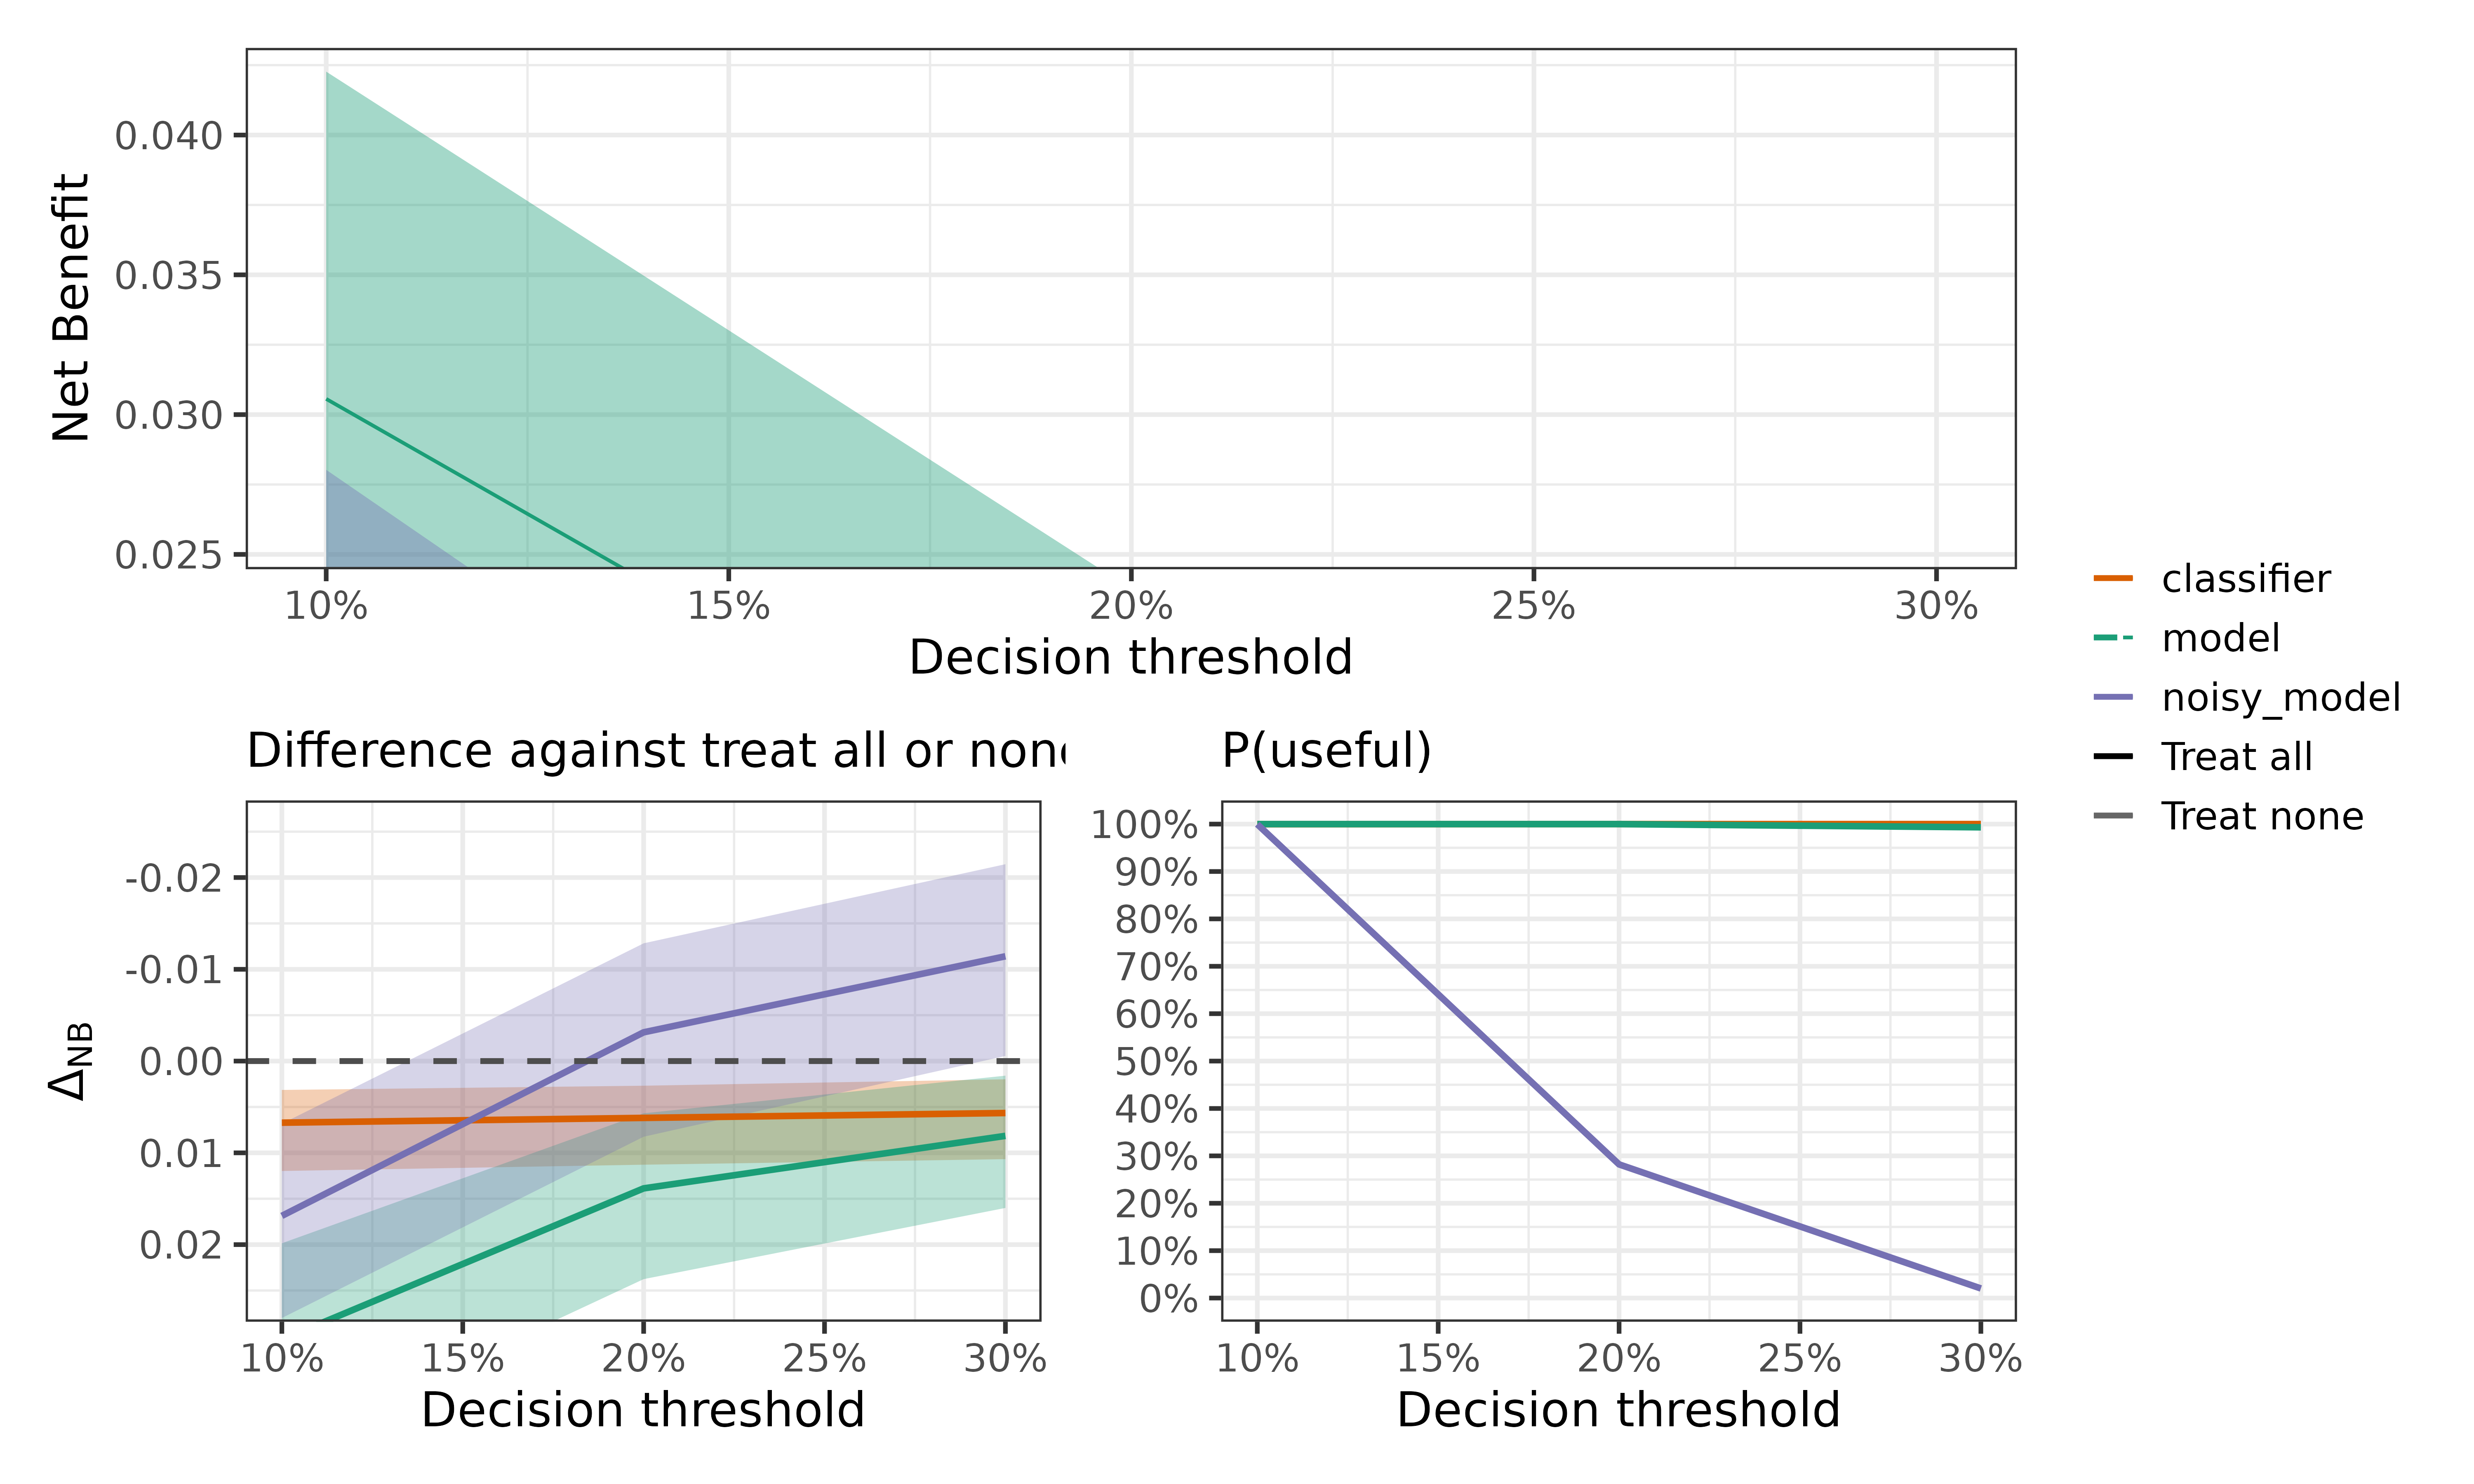 Net Benefit
0.040
0.035
0.030
0.025
10% 15% 20% 25% 30%
Decision threshold
Difference against treat all or none
ΔNB
-0.02
-0.01
0.00
0.01
0.02
10% 15% 20% 25% 30%
Decision threshold
P(useful)
100%
90%
80%
70%
60%
50%
40%
30%
20%
10%
0%
10% 15% 20% 25% 30%
Decision threshold
classifier
model
noisy_model
Treat all
Treat none